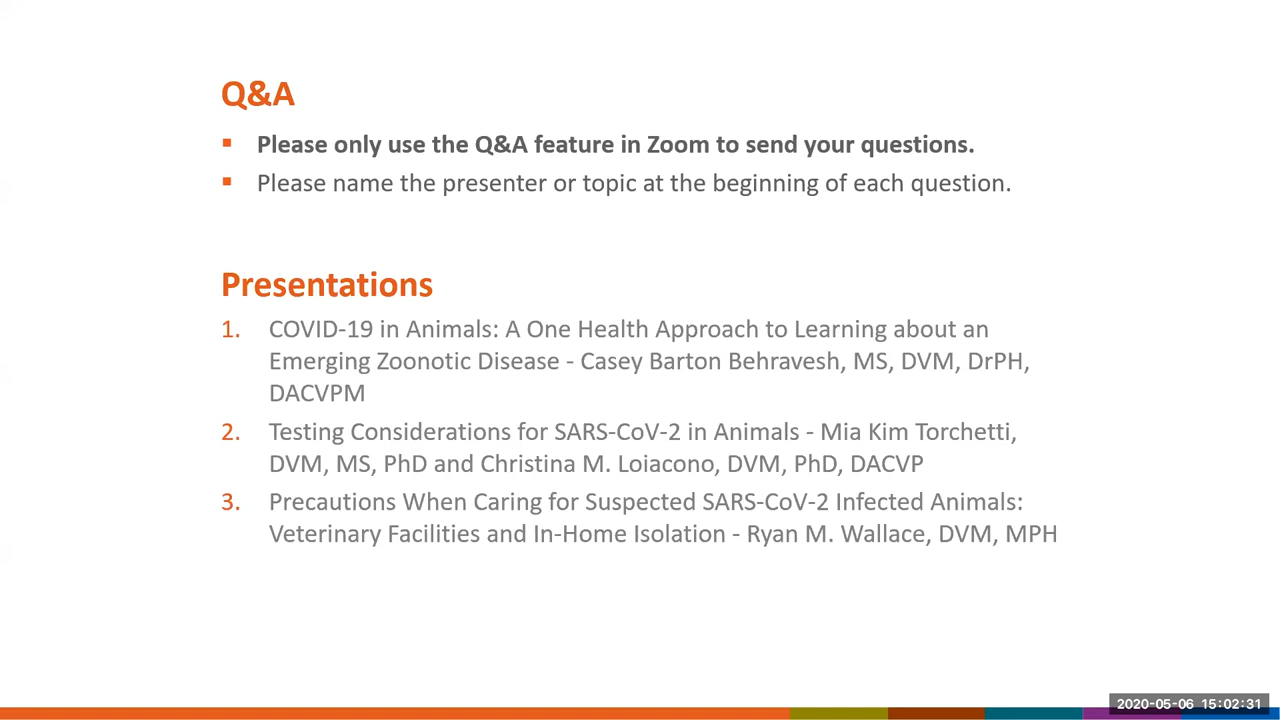 Q&A
▪ Please only use the Q&A feature in Zoom to send your questions.
▪ Please name the presenter or topic at the beginning of each question.
Presentations
1. COVID-19 in Animals: A One Health Approach to Learning about an
Emerging Zoonotic Disease - Casey Barton Behravesh, MS, DVM, DrPH,
DACVPM
2. Testing Considerations for SARS-CoV-2 in Animals - Mia Kim Torchetti,
DVM, MS, PhD and Christina M. Loiacono, DVM, PhD, DACVP
3. Precautions When Caring for Suspected SARS-CoV-2 Infected Animals:
Veterinary Facilities and In-Home Isolation - Ryan M. Wallace, DVM, MPH
2020-05-06 15:02:31